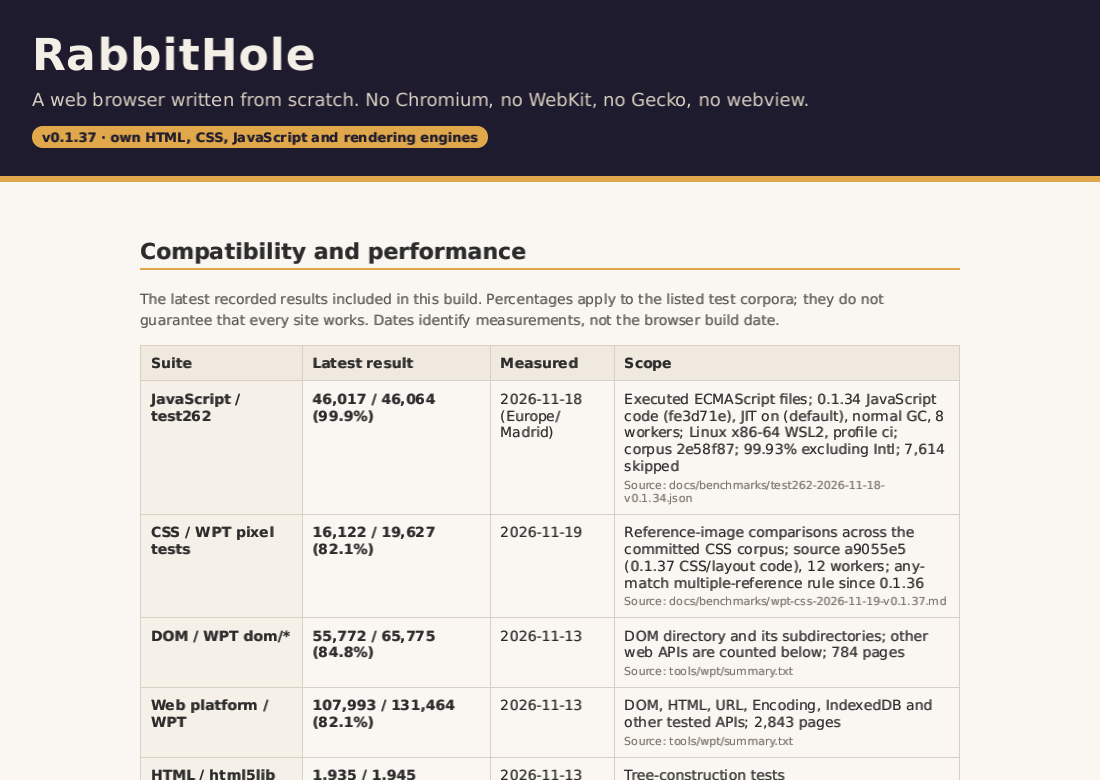 RabbitHole
A web browser written from scratch. No Chromium, no WebKit, no Gecko, no webview.
v0.1.37 · own HTML, CSS, JavaScript and rendering engines
Compatibility and performance
The latest recorded results included in this build. Percentages apply to the listed test corpora; they do not
guarantee that every site works. Dates identify measurements, not the browser build date.
Suite
Latest result
Measured
Scope
JavaScript /
test262
46,017 / 46,064
(99.9%)
2026-11-18
(Europe/
Madrid)
Executed ECMAScript files; 0.1.34 JavaScript
code (fe3d71e), JIT on (default), normal GC, 8
workers; Linux x86-64 WSL2, profile ci;
corpus 2e58f87; 99.93% excluding Intl; 7,614
skipped
Source: docs/benchmarks/test262-2026-11-18-
v0.1.34.json
CSS / WPT pixel
tests
16,122 / 19,627
(82.1%)
2026-11-19
Reference-image comparisons across the
committed CSS corpus; source a9055e5
(0.1.37 CSS/layout code), 12 workers; any-
match multiple-reference rule since 0.1.36
Source: docs/benchmarks/wpt-css-2026-11-19-v0.1.37.md
DOM / WPT dom/*
55,772 / 65,775
(84.8%)
2026-11-13
DOM directory and its subdirectories; other
web APIs are counted below; 784 pages
Source: tools/wpt/summary.txt
Web platform /
WPT
107,993 / 131,464
(82.1%)
2026-11-13
DOM, HTML, URL, Encoding, IndexedDB and
other tested APIs; 2,843 pages
Source: tools/wpt/summary.txt
HTML / html5lib
1,935 / 1,945
2026-11-13
Tree-construction tests